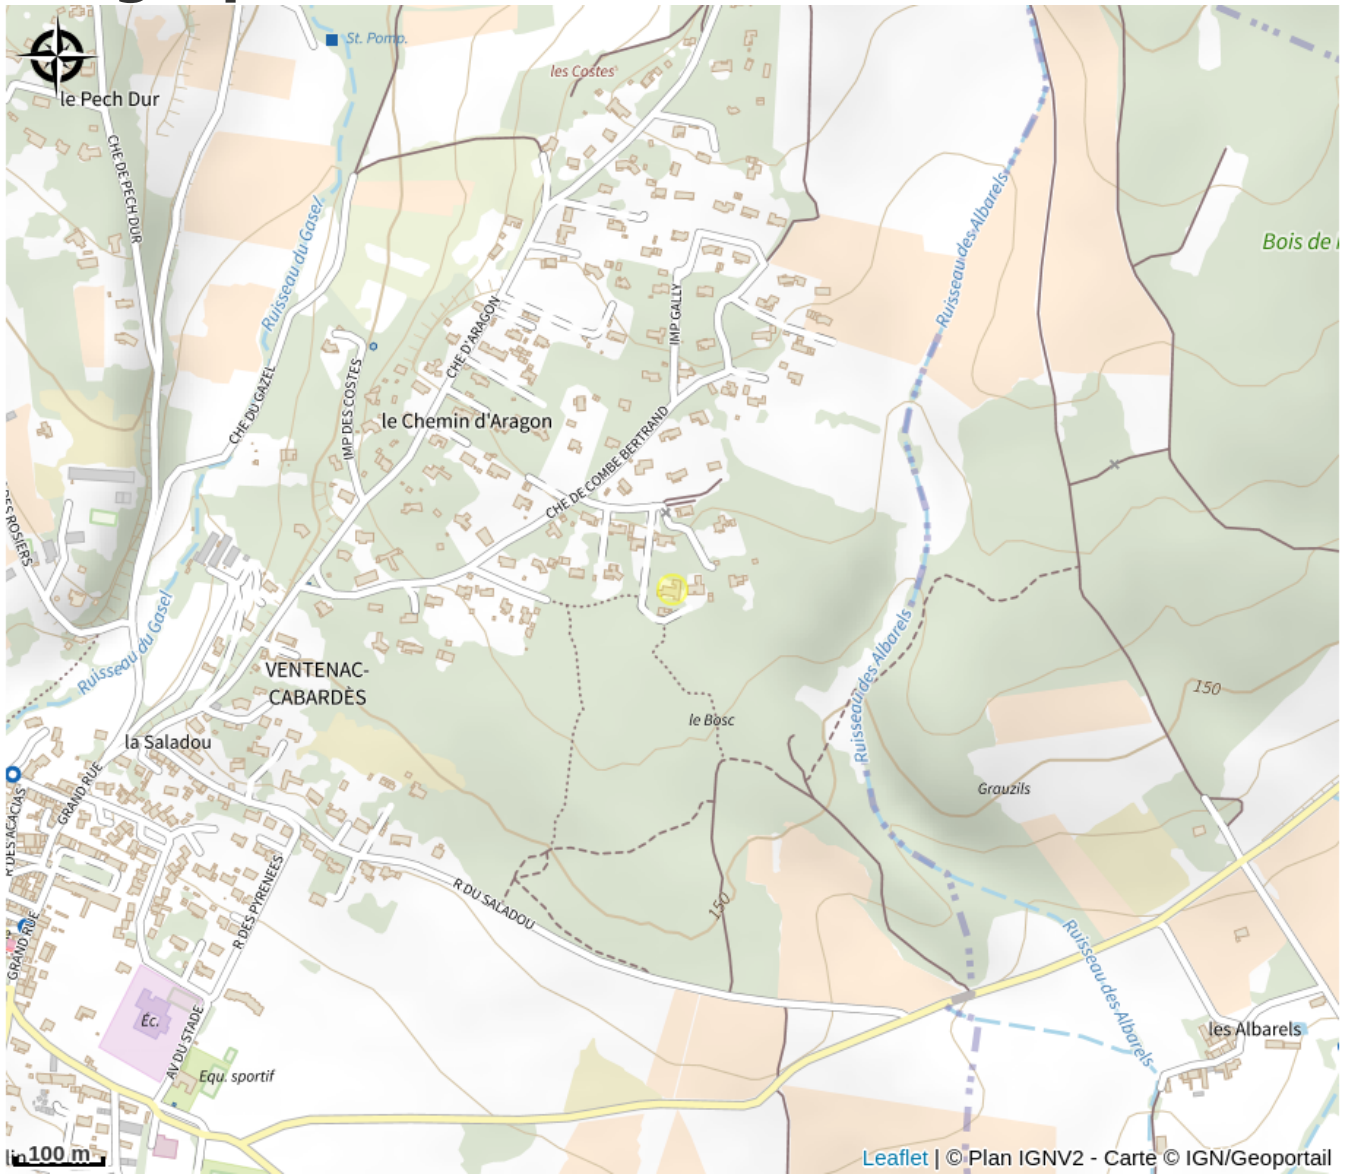 St. Pomp.
les Costes
le Pech Dur
CHE DE PECH DUR
Ruisseau du Gasel
Ruisseau des Albarels
Bois de
IMP GALLY
CHE D'ARAGON
CHE DU GAZEL
IMP DES COSTES
le Chemin d'Aragon
CHE DE COMBE BERTRAND
DES ROSIERS
Ruisseau du Gasel
Ruisseau des Albarels
VENTENAC-
CABARDÈS
150
le Bosc
la Saladou
GRAND RUE
R DES ACACIAS
Grauzils
R DES PYRENEES
R DU SALADOU
150
GRAND RUE
Ruisseau des Albarels
Éc.
AV DU STADE
Equ. sportif
les Albarels
100 m
Leaflet | © Plan IGNV2 - Carte © IGN/Geoportail